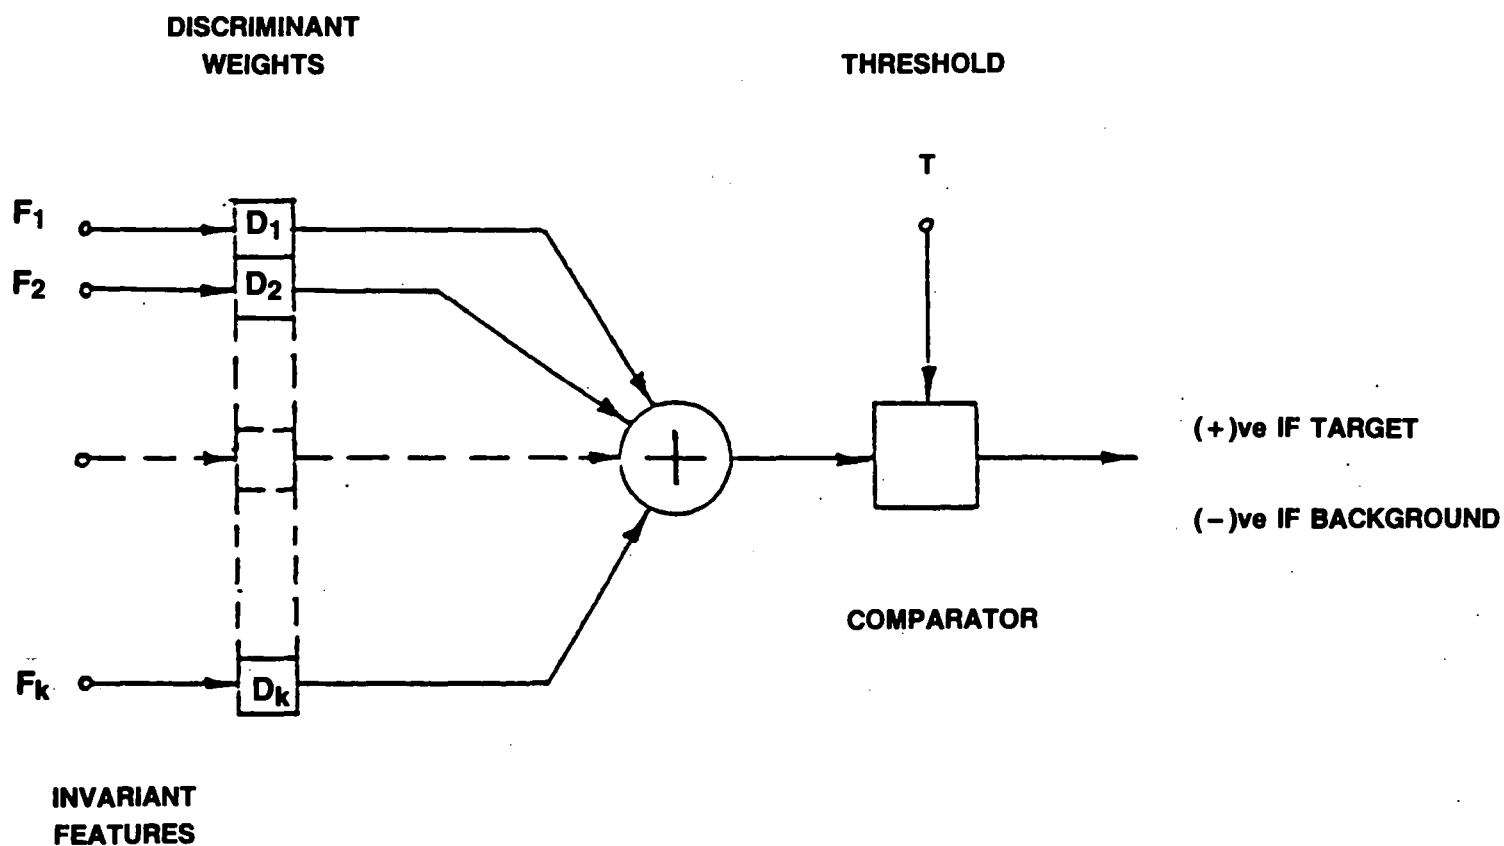 DISCRIMINANT
WEIGHTS
THRESHOLD
T
F1
D1
F2
D2
(+)ve IF TARGET
(-)ve IF BACKGROUND
COMPARATOR
Fk
Dk
INVARIANT
FEATURES